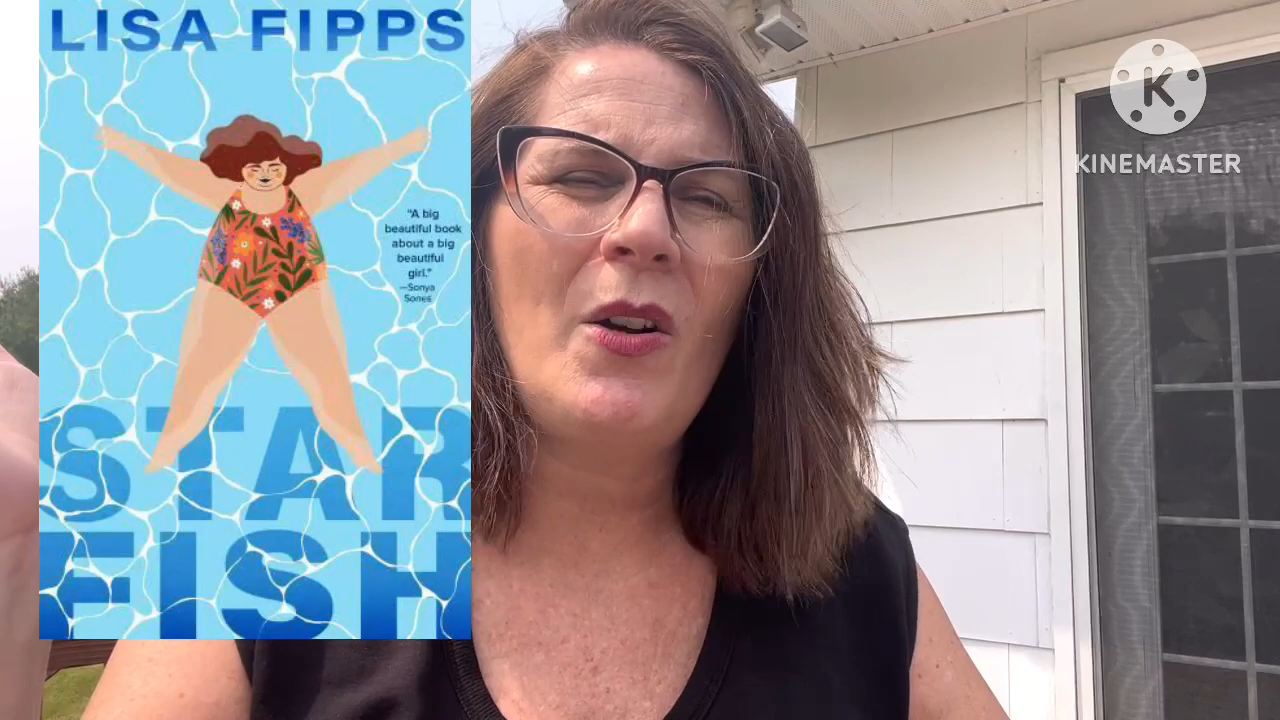 LISA FIPPS
"A big
beautiful book
about a big
beautiful
girl."
—Sonya
Sones
STAR
FISH
K
KINEMASTER